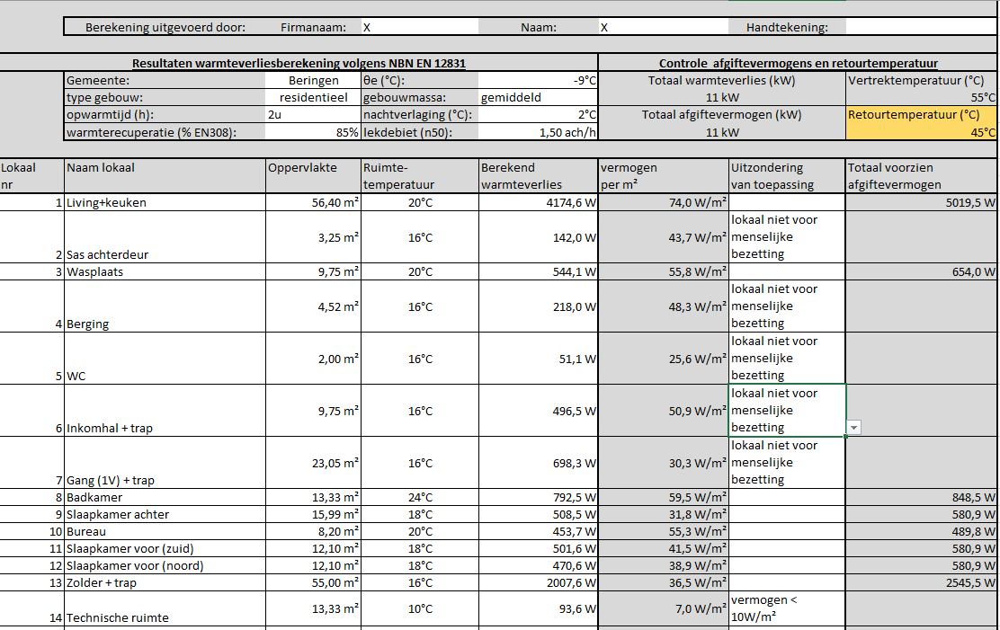 Berekening uitgevoerd door: Firmanaam: X Naam: X Handtekening:
Resultaten warmteverliesberekening volgens NBN EN 12831 Controle afgiftevermogens en retourtemperatuur
Gemeente: Beringen θe (°C): -9°C Totaal warmteverlies (kW) Vertrektemperatuur (°C)
type gebouw: residentieel gebouwmassa: gemiddeld 11 kW 55°C
opwarmtijd (h): 2u nachtverlaging (°C): 2°C Totaal afgiftevermogen (kW) Retourtemperatuur (°C)
warmterecuperatie (% EN308): 85% lekdebiet (n50): 1,50 ach/h 11 kW 45°C
Lokaal Naam lokaal Oppervlakte Ruimte- Berekend vermogen Uitzondering Totaal voorzien
nr temperatuur warmteverlies per m² van toepassing afgiftevermogen
1 Living+keuken 56,40 m² 20°C 4174,6 W 74,0 W/m² 5019,5 W
lokaal niet voor
3,25 m² 16°C 142,0 W 43,7 W/m² menselijke
2 Sas achterdeur bezetting
3 Wasplaats 9,75 m² 20°C 544,1 W 55,8 W/m² 654,0 W
lokaal niet voor
4,52 m² 16°C 218,0 W 48,3 W/m² menselijke
4 Berging bezetting
lokaal niet voor
2,00 m² 16°C 51,1 W 25,6 W/m² menselijke
5 WC bezetting
lokaal niet voor
9,75 m² 16°C 496,5 W 50,9 W/m² menselijke
6 Inkomhal + trap bezetting
lokaal niet voor
23,05 m² 16°C 698,3 W 30,3 W/m² menselijke
7 Gang (1V) + trap bezetting
8 Badkamer 13,33 m² 24°C 792,5 W 59,5 W/m² 848,5 W
9 Slaapkamer achter 15,99 m² 18°C 508,5 W 31,8 W/m² 580,9 W
10 Bureau 8,20 m² 20°C 453,7 W 55,3 W/m² 489,8 W
11 Slaapkamer voor (zuid) 12,10 m² 18°C 501,6 W 41,5 W/m² 580,9 W
12 Slaapkamer voor (noord) 12,10 m² 18°C 470,6 W 38,9 W/m² 580,9 W
13 Zolder + trap 55,00 m² 16°C 2007,6 W 36,5 W/m² 2545,5 W
13,33 m² 10°C 93,6 W 7,0 W/m² vermogen <
14 Technische ruimte 10W/m²